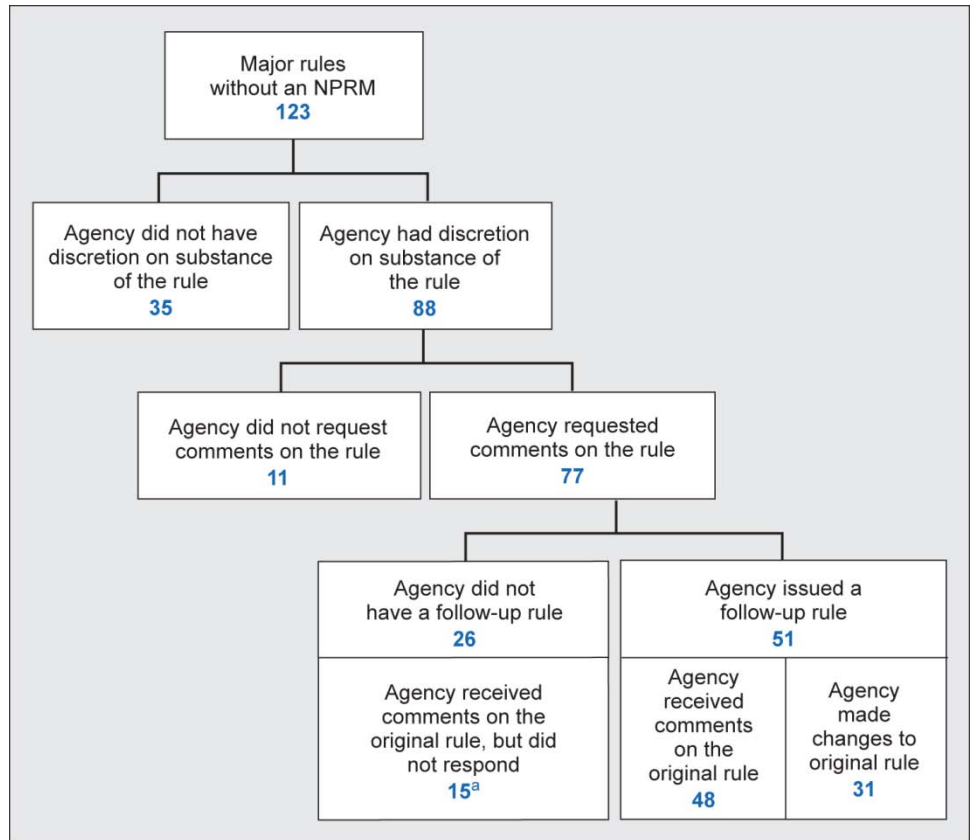 Major rules
without an NPRM
123
Agency did not have
discretion on substance
of the rule
35
Agency had discretion
on substance of
the rule
88
Agency did not request
comments on the rule
11
Agency requested
comments on the rule
77
Agency did not
have a follow-up rule
26
Agency issued a
follow-up rule
51
Agency received
comments on the
original rule, but did
not respond
15ᵃ
Agency
received
comments
on the
original rule
48
Agency
made
changes to
original rule
31